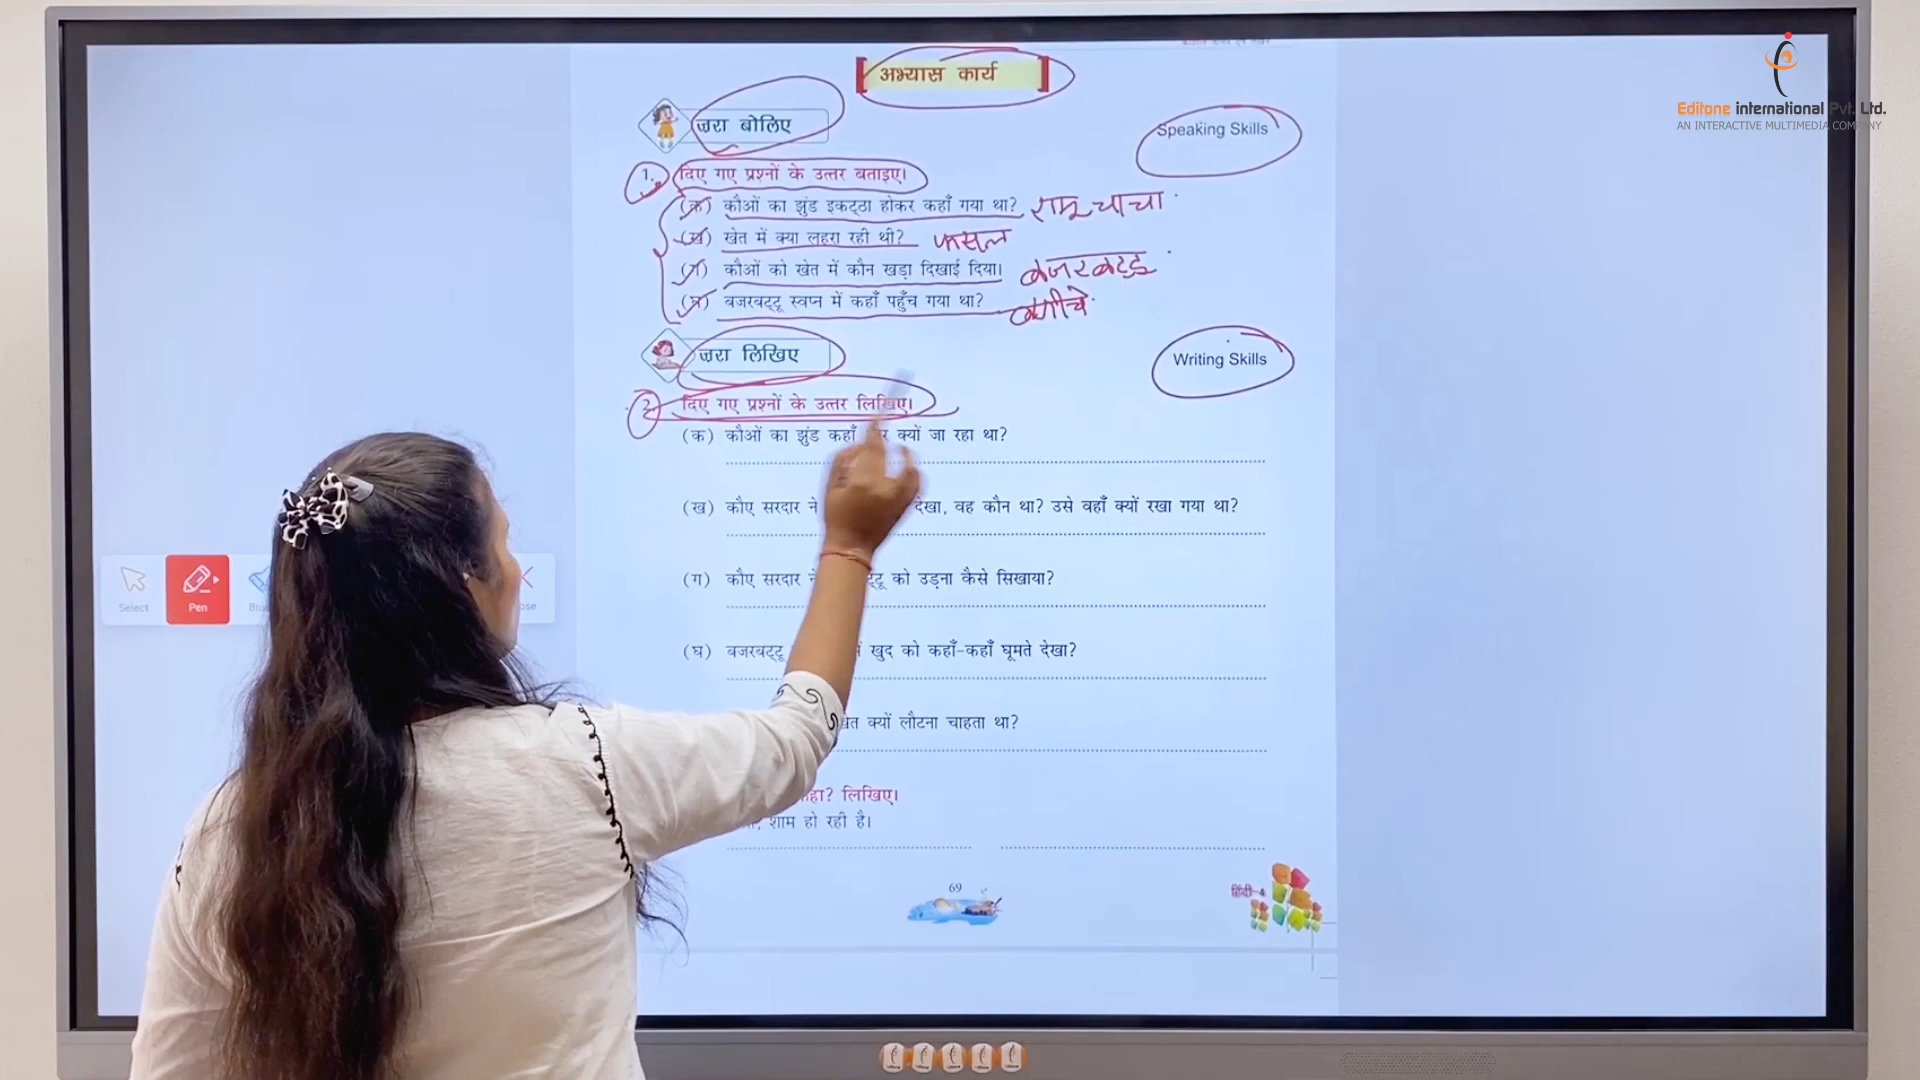 अभ्यास कार्य
Editone international Pvt. Ltd.
AN INTERACTIVE MULTIMEDIA COMPANY
ज़रा बोलिए
Speaking Skills
1. दिए गए प्रश्नों के उत्तर बताइए।
(क) कौओं का झुंड इकट्ठा होकर कहाँ गया था? रामू चाचा
(ख) खेत में क्या लहरा रही थी? फसल
(ग) कौओं को खेत में कौन खड़ा दिखाई दिया। बजरबट्टू
(घ) बजरबट्टू स्वप्न में कहाँ पहुँच गया था? बगीचे
ज़रा लिखिए
Writing Skills
2. दिए गए प्रश्नों के उत्तर लिखिए।
(क) कौओं का झुंड कहाँ क्यों जा रहा था?
(ख) कौए सरदार ने देखा, वह कौन था? उसे वहाँ क्यों रखा गया था?
(ग) कौए सरदार को उड़ना कैसे सिखाया?
(घ) बजरबट्टू खुद को कहाँ-कहाँ घूमते देखा?
क्यों लौटना चाहता था?
लिखिए।
शाम हो रही है।
Select
Pen
69
हिंदी-4